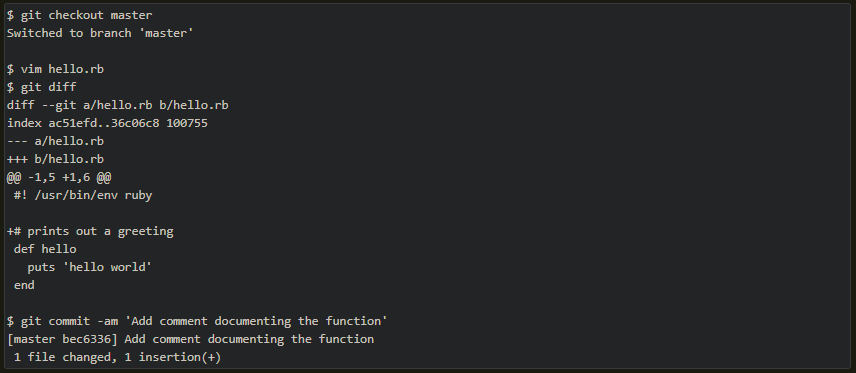 $ git checkout master
Switched to branch 'master'

$ vim hello.rb
$ git diff
diff --git a/hello.rb b/hello.rb
index ac51efd..36c06c8 100755
--- a/hello.rb
+++ b/hello.rb
@@ -1,5 +1,6 @@
 #! /usr/bin/env ruby

+# prints out a greeting
 def hello
   puts 'hello world'
 end

$ git commit -am 'Add comment documenting the function'
[master bec6336] Add comment documenting the function
 1 file changed, 1 insertion(+)